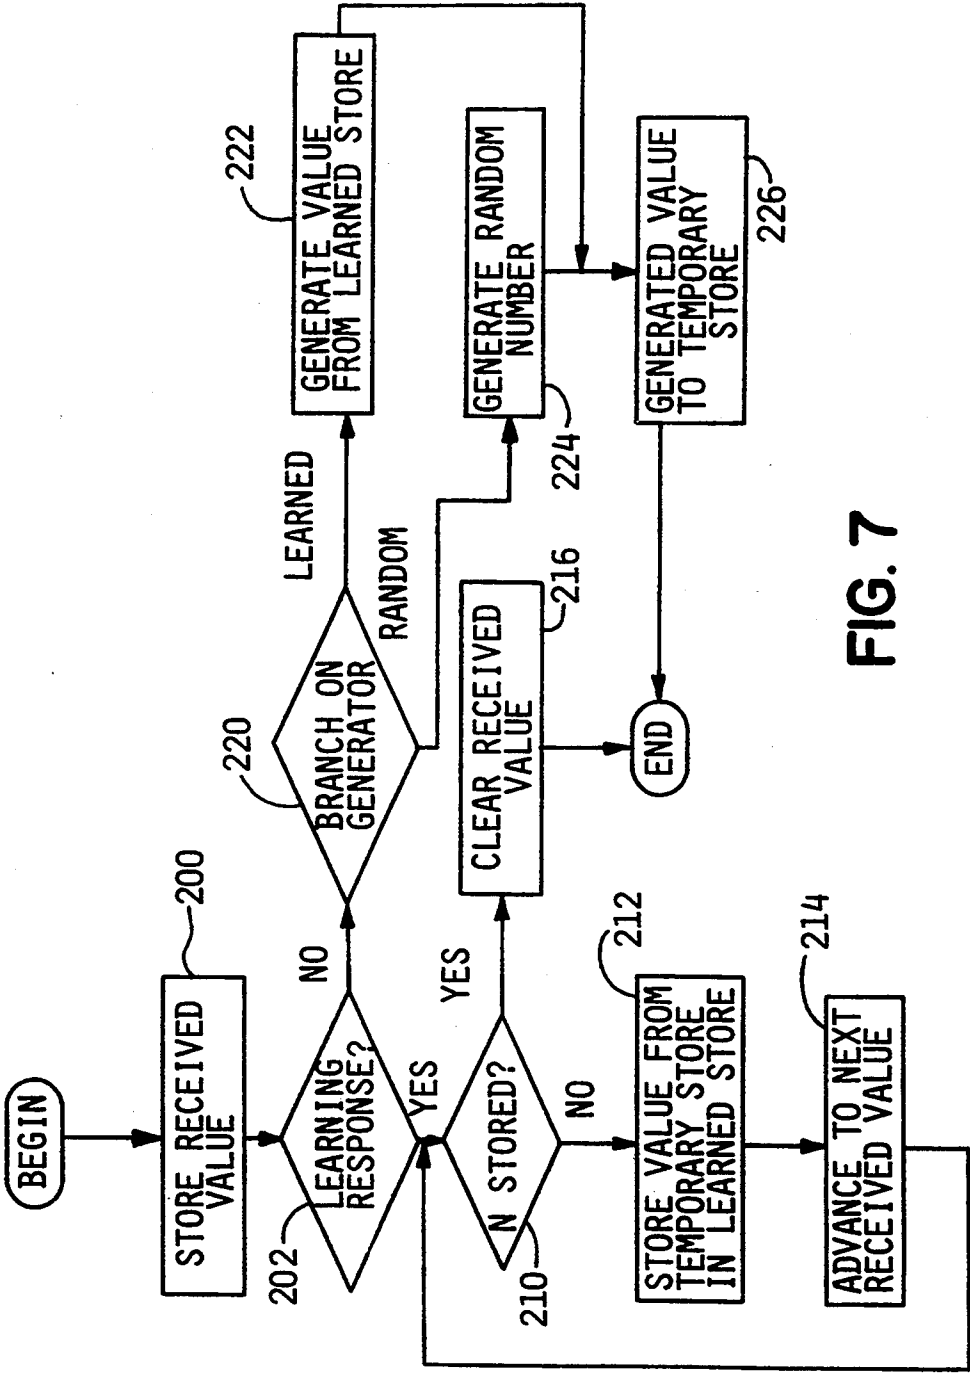 BEGIN
STORE RECEIVED
VALUE
200
LEARNING
RESPONSE?
202
NO
YES
BRANCH ON
GENERATOR
220
LEARNED
RANDOM
GENERATE VALUE
FROM LEARNED STORE
222
GENERATE RANDOM
NUMBER
224
GENERATED VALUE
TO TEMPORARY
STORE
226
N STORED?
210
YES
NO
CLEAR RECEIVED
VALUE
216
END
STORE VALUE FROM
TEMPORARY STORE
IN LEARNED STORE
212
ADVANCE TO NEXT
RECEIVED VALUE
214
FIG. 7